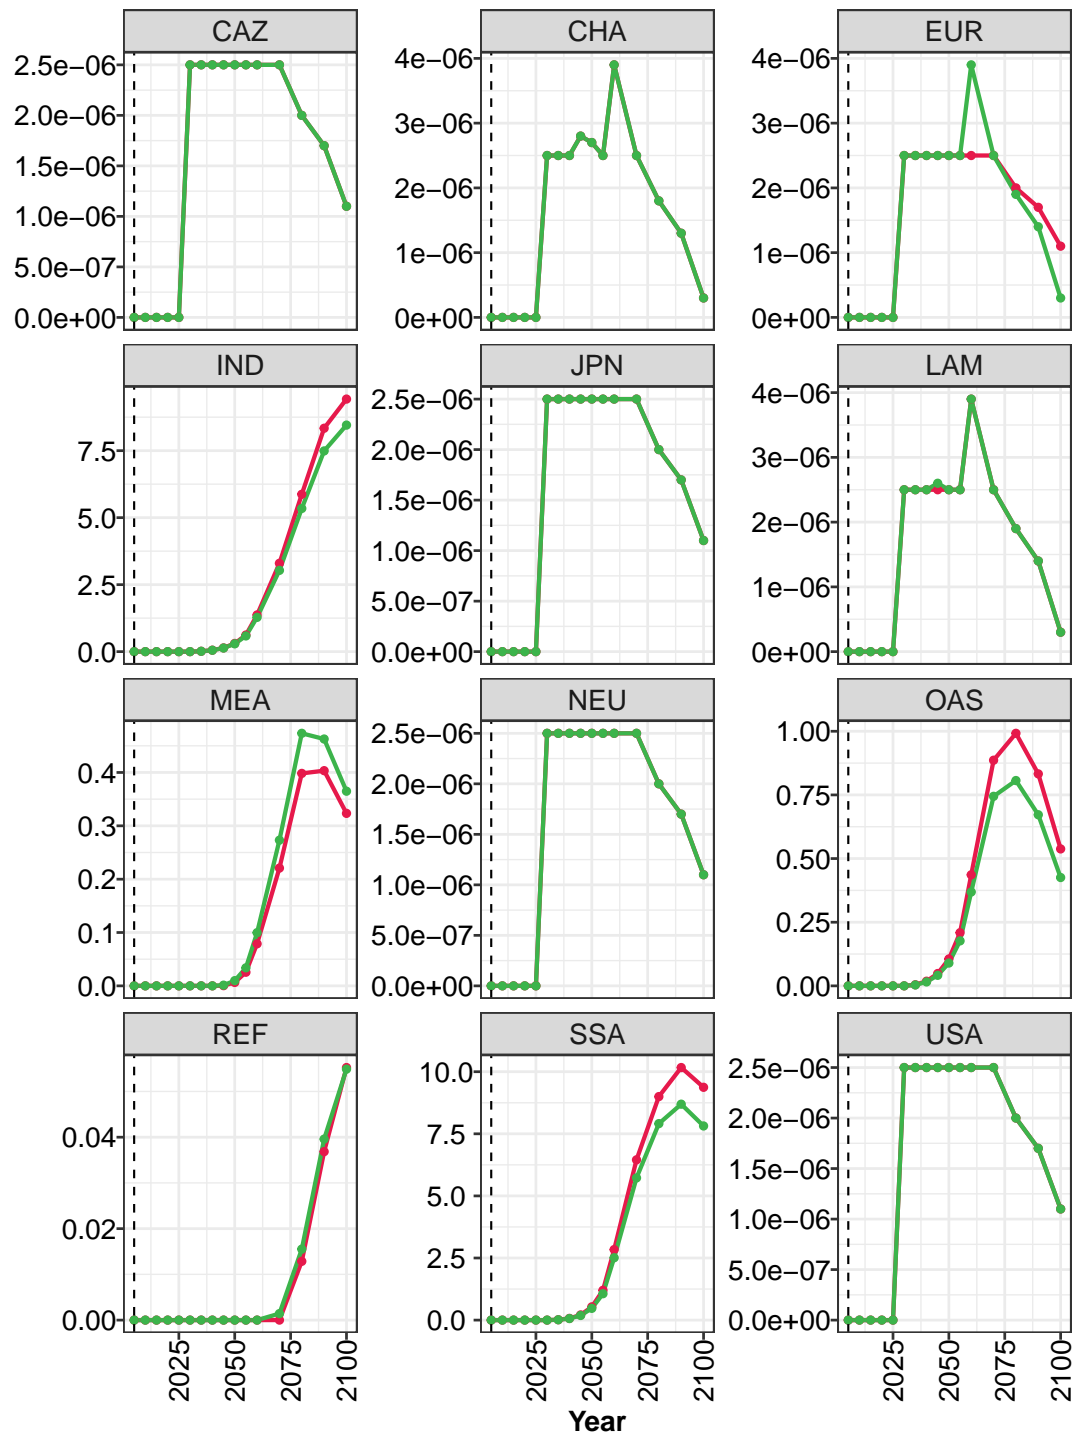 CAZ CHA EUR
2.5e−06
2.0e−06
1.5e−06
1.0e−06
5.0e−07
0.0e+00
4e−06
3e−06
2e−06
1e−06
0e+00
4e−06
3e−06
2e−06
1e−06
0e+00
IND JPN LAM
7.5
5.0
2.5
0.0
2.5e−06
2.0e−06
1.5e−06
1.0e−06
5.0e−07
0.0e+00
4e−06
3e−06
2e−06
1e−06
0e+00
MEA NEU OAS
0.4
0.3
0.2
0.1
0.0
2.5e−06
2.0e−06
1.5e−06
1.0e−06
5.0e−07
0.0e+00
1.00
0.75
0.50
0.25
0.00
REF SSA USA
0.04
0.02
0.00
10.0
7.5
5.0
2.5
0.0
2.5e−06
2.0e−06
1.5e−06
1.0e−06
5.0e−07
0.0e+00
2025 2050 2075 2100 2025 2050 2075 2100 2025 2050 2075 2100
Year